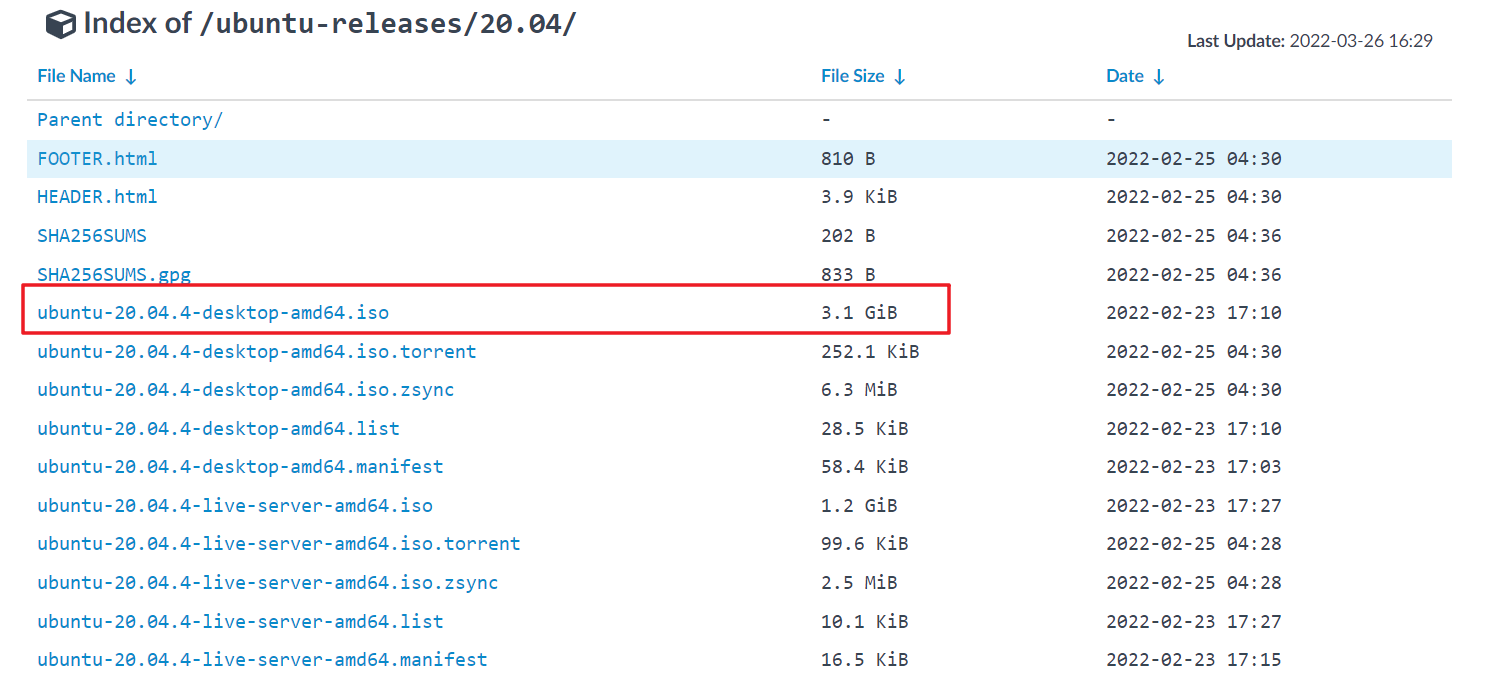 Index of /ubuntu-releases/20.04/
Last Update: 2022-03-26 16:29
File Name ↓ File Size ↓ Date ↓
Parent directory/ - -
FOOTER.html 810 B 2022-02-25 04:30
HEADER.html 3.9 KiB 2022-02-25 04:30
SHA256SUMS 202 B 2022-02-25 04:36
SHA256SUMS.gpg 833 B 2022-02-25 04:36
ubuntu-20.04.4-desktop-amd64.iso 3.1 GiB 2022-02-23 17:10
ubuntu-20.04.4-desktop-amd64.iso.torrent 252.1 KiB 2022-02-25 04:30
ubuntu-20.04.4-desktop-amd64.iso.zsync 6.3 MiB 2022-02-25 04:30
ubuntu-20.04.4-desktop-amd64.list 28.5 KiB 2022-02-23 17:10
ubuntu-20.04.4-desktop-amd64.manifest 58.4 KiB 2022-02-23 17:03
ubuntu-20.04.4-live-server-amd64.iso 1.2 GiB 2022-02-23 17:27
ubuntu-20.04.4-live-server-amd64.iso.torrent 99.6 KiB 2022-02-25 04:28
ubuntu-20.04.4-live-server-amd64.iso.zsync 2.5 MiB 2022-02-25 04:28
ubuntu-20.04.4-live-server-amd64.list 10.1 KiB 2022-02-23 17:27
ubuntu-20.04.4-live-server-amd64.manifest 16.5 KiB 2022-02-23 17:15